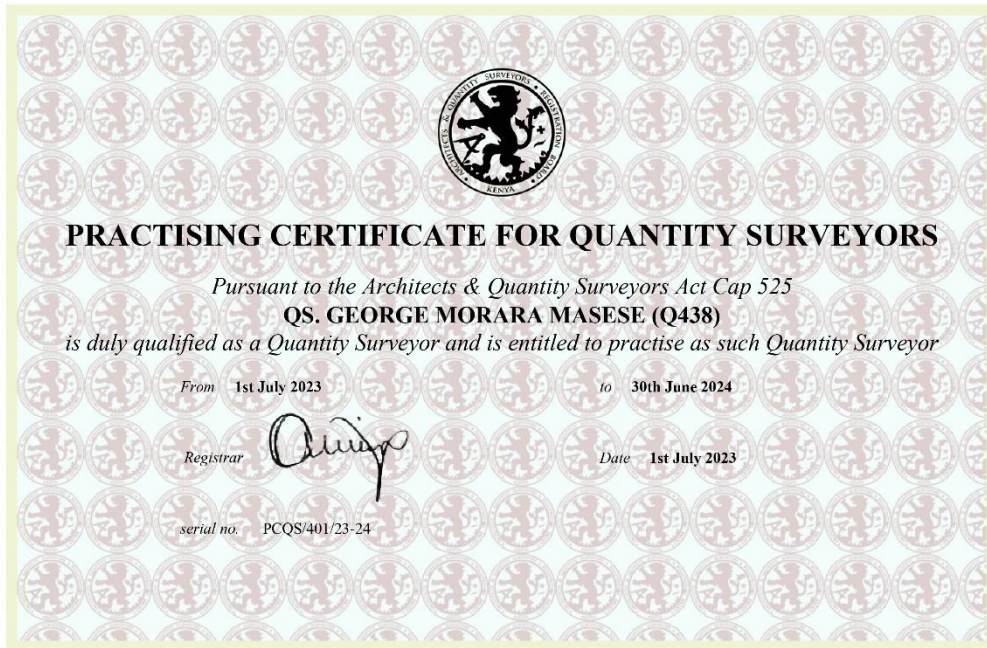 ARCHITECTS & QUANTITY SURVEYORS • REGISTRATION BOARD •
KENYA
PRACTISING CERTIFICATE FOR QUANTITY SURVEYORS
Pursuant to the Architects & Quantity Surveyors Act Cap 525
QS. GEORGE MORARA MASESE (Q438)
is duly qualified as a Quantity Surveyor and is entitled to practise as such Quantity Surveyor
From 1st July 2023 to 30th June 2024
Registrar Date 1st July 2023
serial no. PCQS/401/23-24